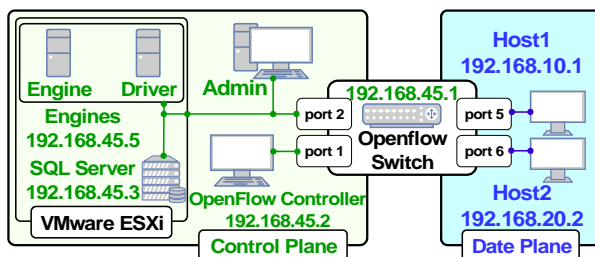 Engine
Driver
Engines
192.168.45.5
SQL Server
192.168.45.3
VMware ESXi
Admin
OpenFlow Controller
192.168.45.2
Control Plane
port 2
port 1
192.168.45.1
Openflow
Switch
port 5
port 6
Host1
192.168.10.1
Host2
192.168.20.2
Date Plane